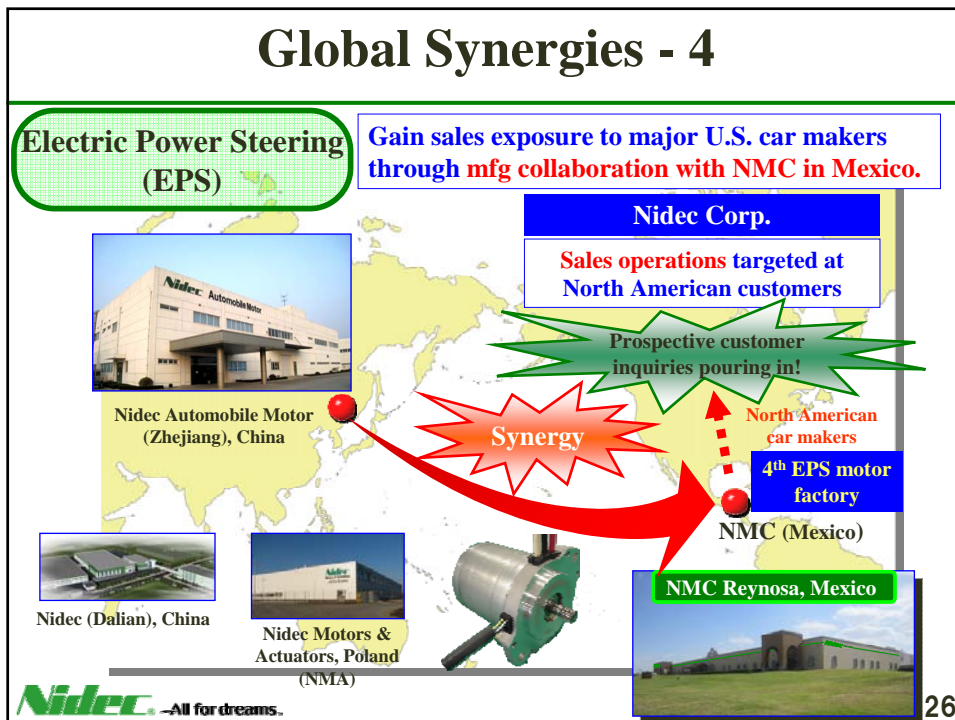 Global Synergies - 4
Electric Power Steering
(EPS)
Gain sales exposure to major U.S. car makers
through mfg collaboration with NMC in Mexico.
Nidec Corp.
Sales operations targeted at
North American customers
Prospective customer
inquiries pouring in!
Nidec Automobile Motor
Nidec Automobile Motor
(Zhejiang), China
Synergy
North American
car makers
4th EPS motor
factory
NMC (Mexico)
NMC Reynosa, Mexico
Nidec (Dalian), China
Nidec
Nidec Motors &
Actuators, Poland
(NMA)
Nidec
-All for dreams
26